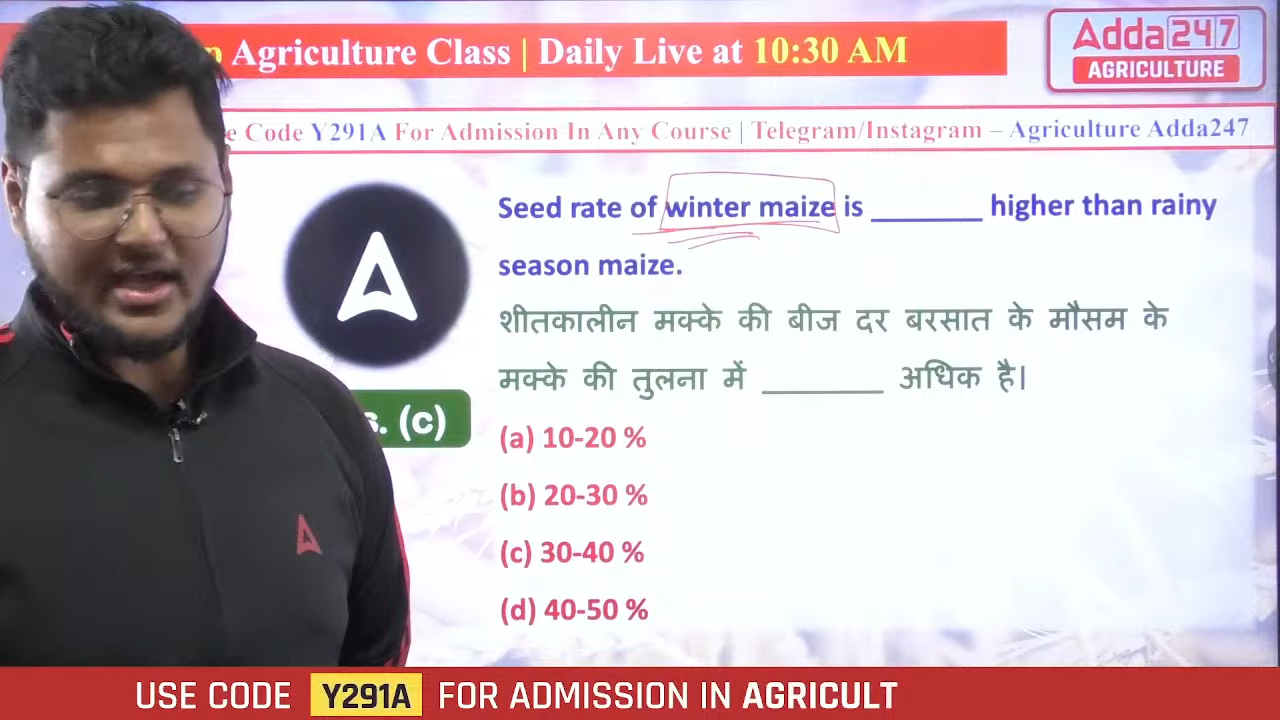 Agriculture Class | Daily Live at 10:30 AM
Adda247
AGRICULTURE
Code Y291A For Admission In Any Course | Telegram/Instagram – Agriculture Adda247
Seed rate of winter maize is ________ higher than rainy
season maize.
शीतकालीन मक्के की बीज दर बरसात के मौसम के
मक्के की तुलना में ________ अधिक है।
(c)
(a) 10-20 %
(b) 20-30 %
(c) 30-40 %
(d) 40-50 %
USE CODE Y291A FOR ADMISSION IN AGRICULT